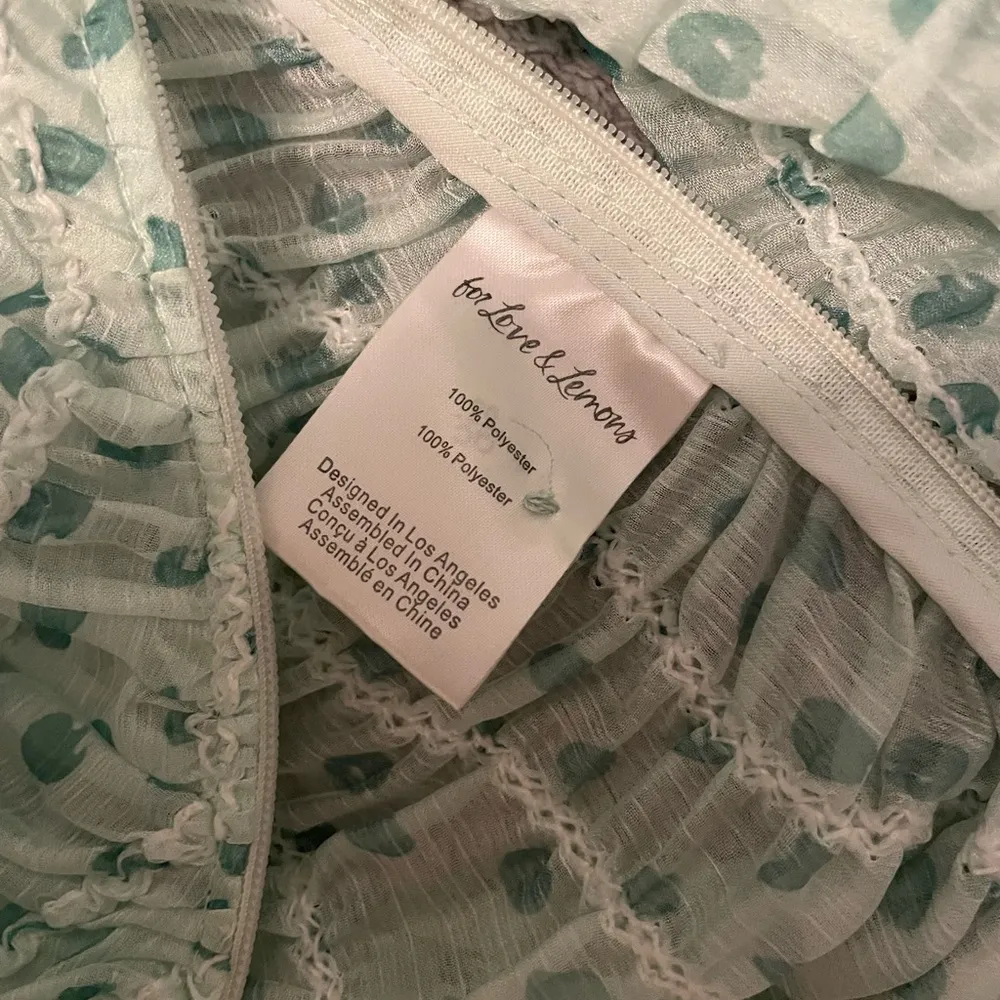 for Love & Lemons
100% Polyester
100% Polyester
Designed In Los Angeles
Assembled In China
Conçu à Los Angeles
Assemblé en Chine